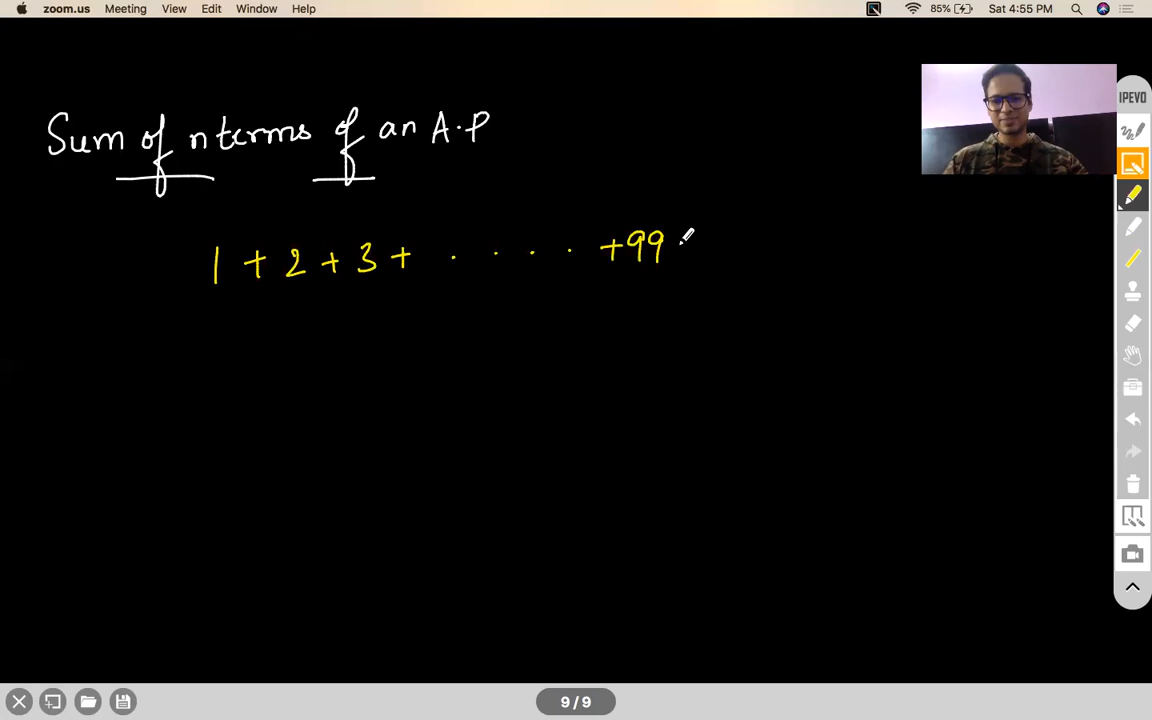 zoom.us Meeting View Edit Window Help 85% Sat 4:55 PM
IPEVO
Sum of n terms of an A.P
1 + 2 + 3 + . . . . +99
9 / 9